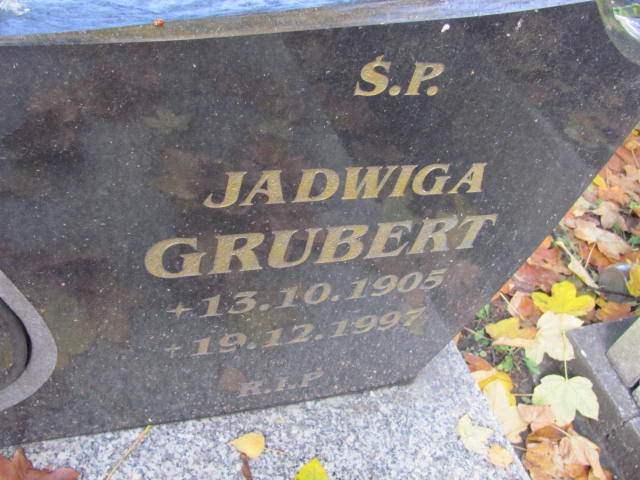 Ś.P.
JADWIGA
GRUBERT
+13.10.1905
+19.12.1997
R.I.P